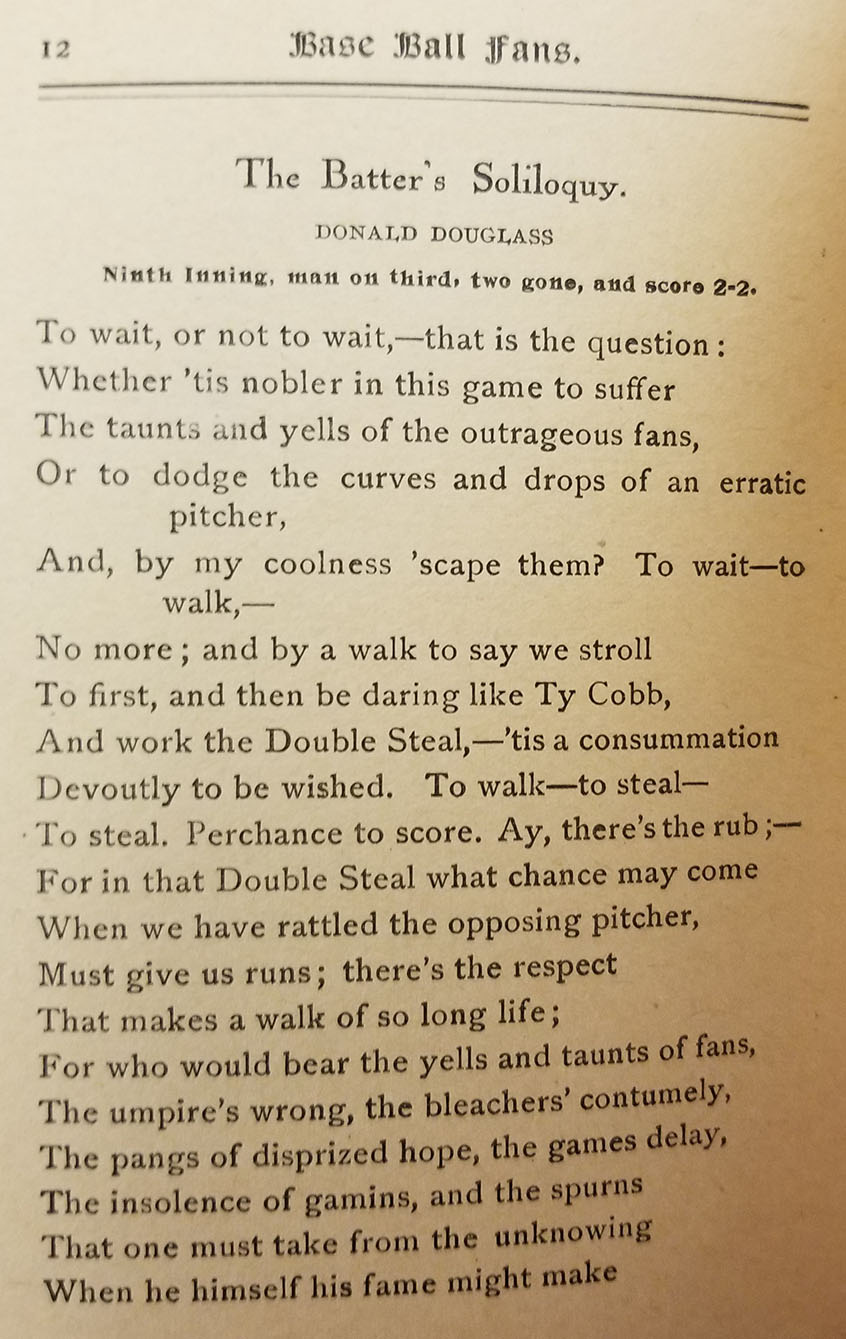 12 Base Ball Fans.
The Batter's Soliloquy.
DONALD DOUGLASS
Ninth Inning, man on third, two gone, and score 2-2.
To wait, or not to wait,—that is the question:
Whether 'tis nobler in this game to suffer
The taunts and yells of the outrageous fans,
Or to dodge the curves and drops of an erratic
pitcher,
And, by my coolness 'scape them? To wait—to
walk,—
No more; and by a walk to say we stroll
To first, and then be daring like Ty Cobb,
And work the Double Steal,—'tis a consummation
Devoutly to be wished. To walk—to steal—
To steal. Perchance to score. Ay, there's the rub;—
For in that Double Steal what chance may come
When we have rattled the opposing pitcher,
Must give us runs; there's the respect
That makes a walk of so long life;
For who would bear the yells and taunts of fans,
The umpire's wrong, the bleachers' contumely,
The pangs of disprized hope, the games delay,
The insolence of gamins, and the spurns
That one must take from the unknowing
When he himself his fame might make